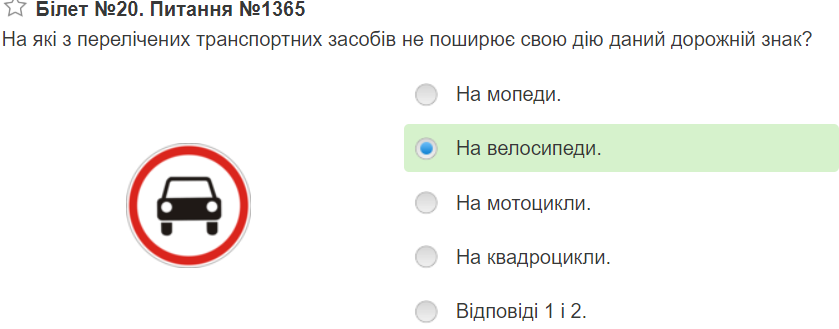 Білет №20. Питання №1365
На які з перелічених транспортних засобів не поширює свою дію даний дорожній знак?
На мопеди.
На велосипеди.
На мотоцикли.
На квадроцикли.
Відповіді 1 і 2.